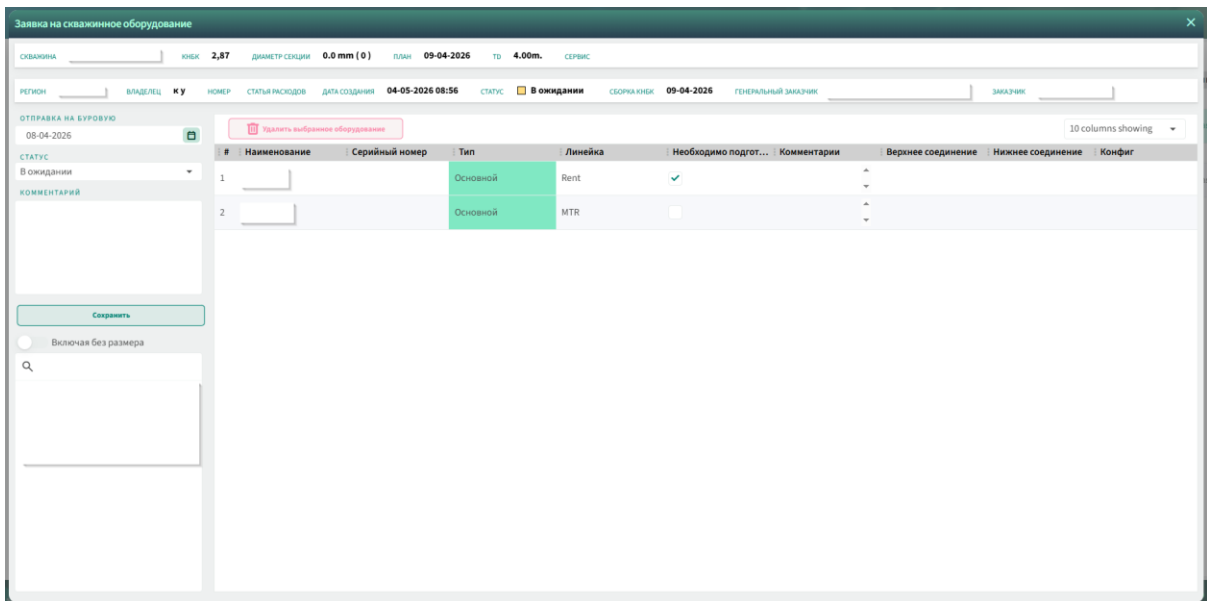 Заявка на скважинное оборудование
СКВАЖИНА КНБК 2,87 ДИАМЕТР СЕКЦИИ 0.0 mm ( 0 ) ПЛАН 09-04-2026 TD 4.00m. СЕРВИС
РЕГИОН ВЛАДЕЛЕЦ К У НОМЕР СТАТЬЯ РАСХОДОВ ДАТА СОЗДАНИЯ 04-05-2026 08:56 СТАТУС В ожидании СБОРКА КНБК 09-04-2026 ГЕНЕРАЛЬНЫЙ ЗАКАЗЧИК ЗАКАЗЧИК
ОТПРАВКА НА БУРОВУЮ
08-04-2026
СТАТУС
В ожидании
КОММЕНТАРИЙ
Сохранить
Включая без размера
Удалить выбранное оборудование
10 columns showing
# Наименование Серийный номер Тип Линейка Необходимо подгот... Комментарии Верхнее соединение Нижнее соединение Конфиг
1 Основной Rent
2 Основной MTR